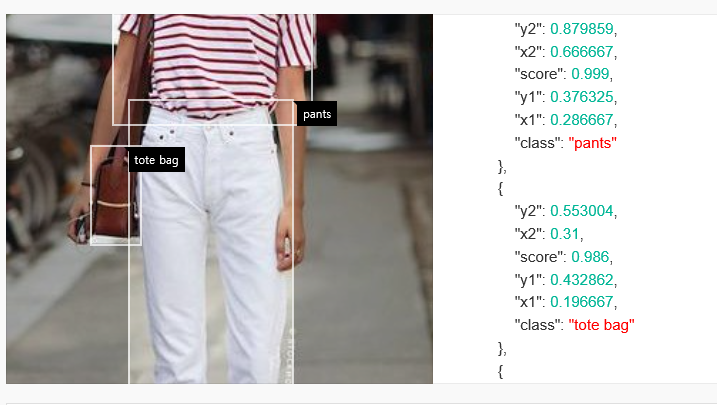 pants
tote bag
"y2": 0.879859,
"x2": 0.666667,
"score": 0.999,
"y1": 0.376325,
"x1": 0.286667,
"class": "pants"
},
{
"y2": 0.553004,
"x2": 0.31,
"score": 0.986,
"y1": 0.432862,
"x1": 0.196667,
"class": "tote bag"
},
{